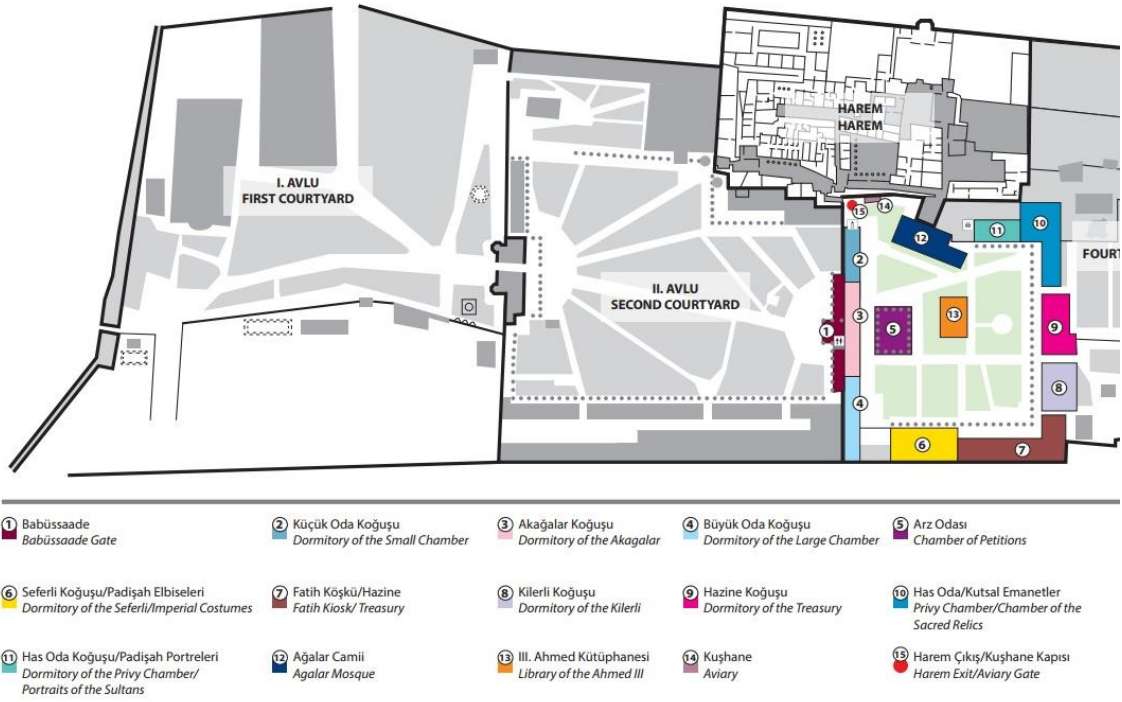 HAREM
HAREM
I. AVLU
FIRST COURTYARD
II. AVLU
SECOND COURTYARD
FOURT
14
15
12
11
10
2
3
1
5
13
9
8
4
6
7
1 Babüssaade
Babüssaade Gate
2 Küçük Oda Koğuşu
Dormitory of the Small Chamber
3 Akağalar Koğuşu
Dormitory of the Akagalar
4 Büyük Oda Koğuşu
Dormitory of the Large Chamber
5 Arz Odası
Chamber of Petitions
6 Seferli Koğuşu/Padişah Elbiseleri
Dormitory of the Seferli/Imperial Costumes
7 Fatih Köşkü/Hazine
Fatih Kiosk/ Treasury
8 Kilerli Koğuşu
Dormitory of the Kilerli
9 Hazine Koğuşu
Dormitory of the Treasury
10 Has Oda/Kutsal Emanetler
Privy Chamber/Chamber of the
Sacred Relics
11 Has Oda Koğuşu/Padişah Portreleri
Dormitory of the Privy Chamber/
Portraits of the Sultans
12 Ağalar Camii
Agalar Mosque
13 III. Ahmed Kütüphanesi
Library of the Ahmed III
14 Kuşhane
Aviary
15 Harem Çıkış/Kuşhane Kapısı
Harem Exit/Aviary Gate